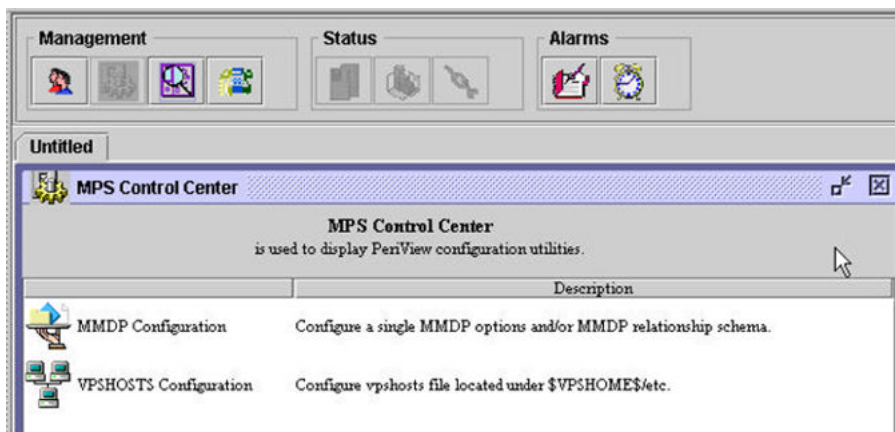 Management Status Alarms
Untitled
MPS Control Center
MPS Control Center
is used to display PeriView configuration utilities.
Description
MMDP Configuration Configure a single MMDP options and/or MMDP relationship schema.
VPSHOSTS Configuration Configure vpshosts file located under $VPSHOME$/etc.